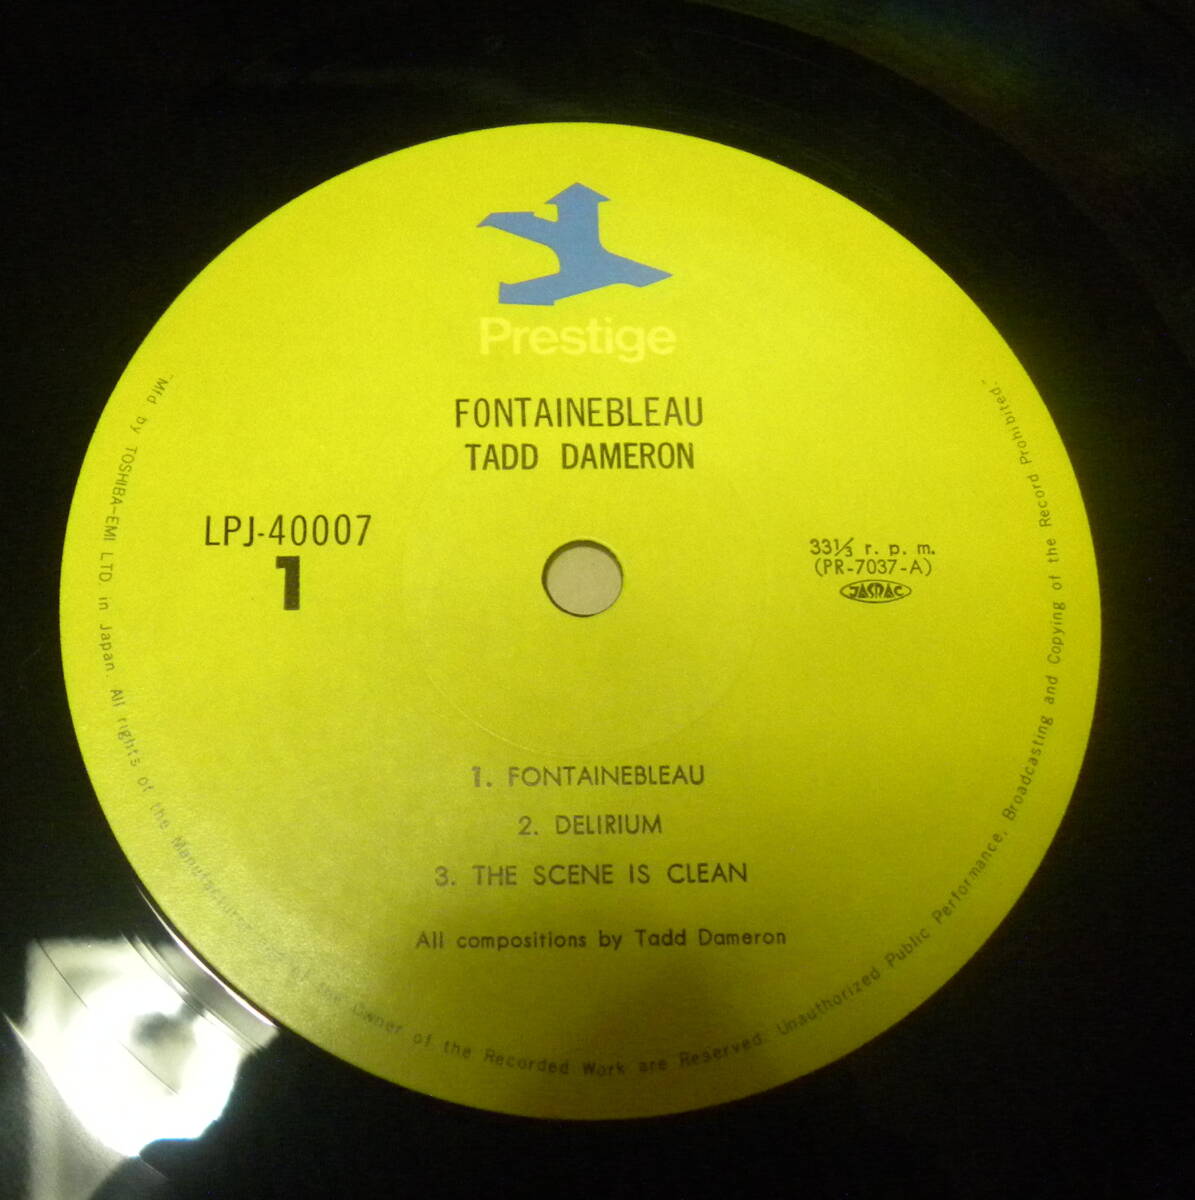 Prestige
FONTAINEBLEAU
TADD DAMERON
LPJ-40007
1
33⅓ r. p. m.
(PR-7037-A)
JASRAC
1. FONTAINEBLEAU
2. DELIRIUM
3. THE SCENE IS CLEAN
All compositions by Tadd Dameron
"Mfd by TOSHIBA-EMI LTD. in Japan. All rights of the Manufacturer and of the Owner of the Recorded Work are Reserved. Unauthorized Public Performance, Broadcasting and Copying of the Record Prohibited."